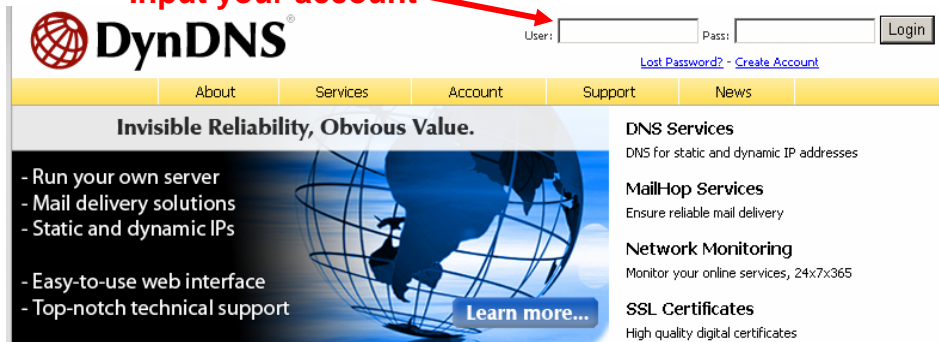 Input your account
DynDNS®
User:
Pass:
Login
Lost Password? - Create Account
About Services Account Support News
Invisible Reliability, Obvious Value.
- Run your own server
- Mail delivery solutions
- Static and dynamic IPs
- Easy-to-use web interface
- Top-notch technical support
Learn more...
DNS Services
DNS for static and dynamic IP addresses
MailHop Services
Ensure reliable mail delivery
Network Monitoring
Monitor your online services, 24x7x365
SSL Certificates
High quality digital certificates